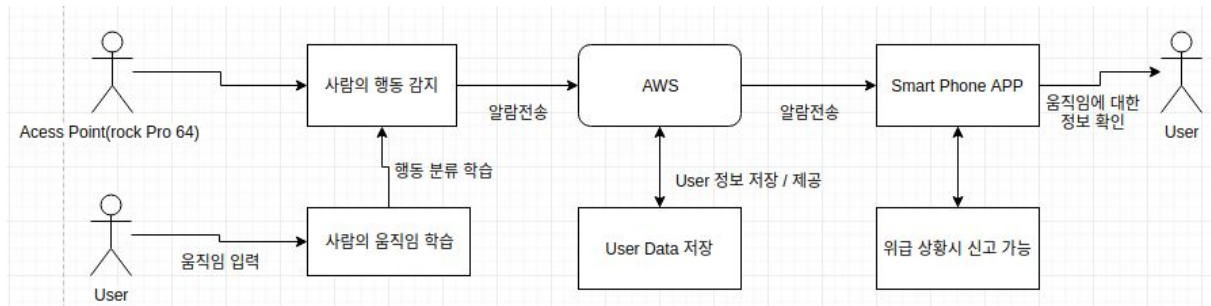 사람의 행동 감지
AWS
Smart Phone APP
알람전송
알람전송
움직임에 대한
정보 확인
Acess Point(rock Pro 64)
User
행동 분류 학습
User 정보 저장 / 제공
사람의 움직임 학습
User Data 저장
위급 상황시 신고 가능
움직임 입력
User